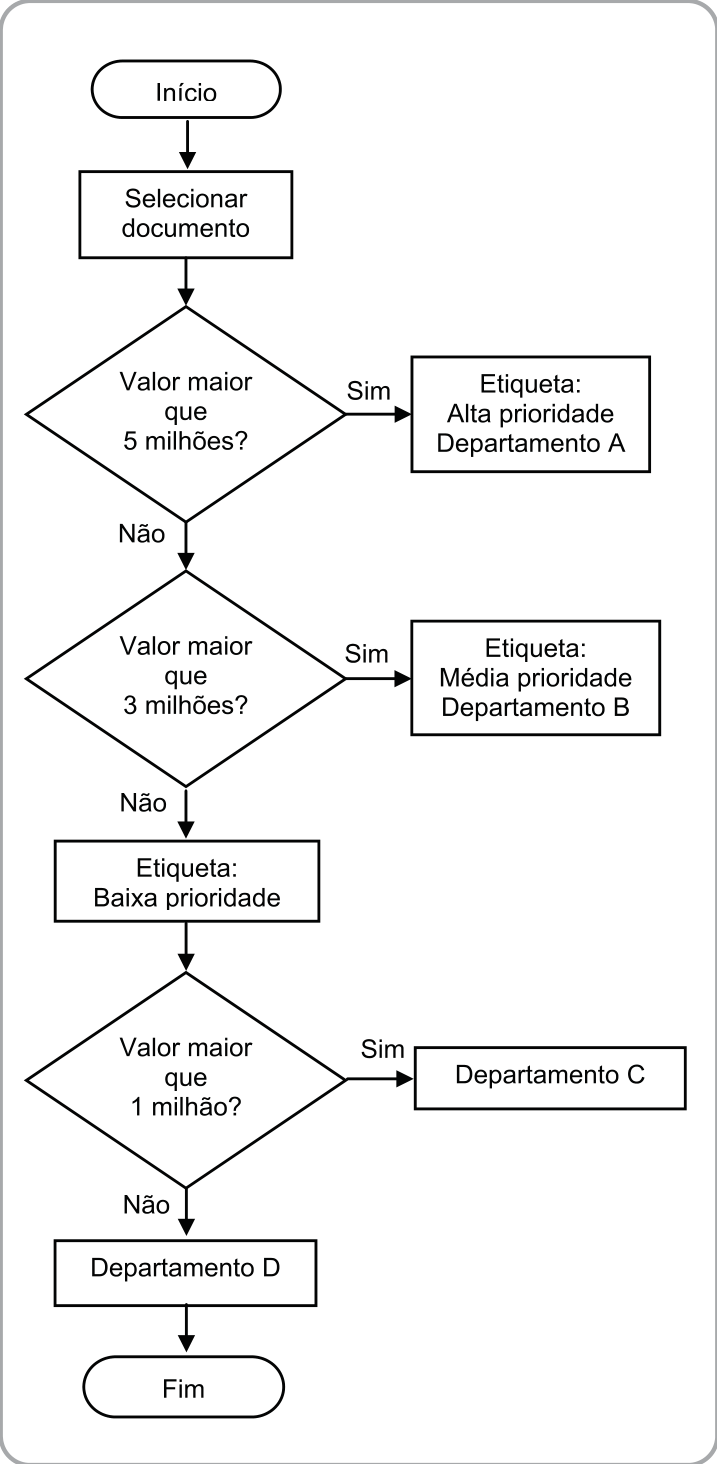 Início
Selecionar
documento
Valor maior
que
5 milhões?
Sim
Etiqueta:
Alta prioridade
Departamento A
Não
Valor maior
que
3 milhões?
Sim
Etiqueta:
Média prioridade
Departamento B
Não
Etiqueta:
Baixa prioridade
Valor maior
que
1 milhão?
Sim
Departamento C
Não
Departamento D
Fim